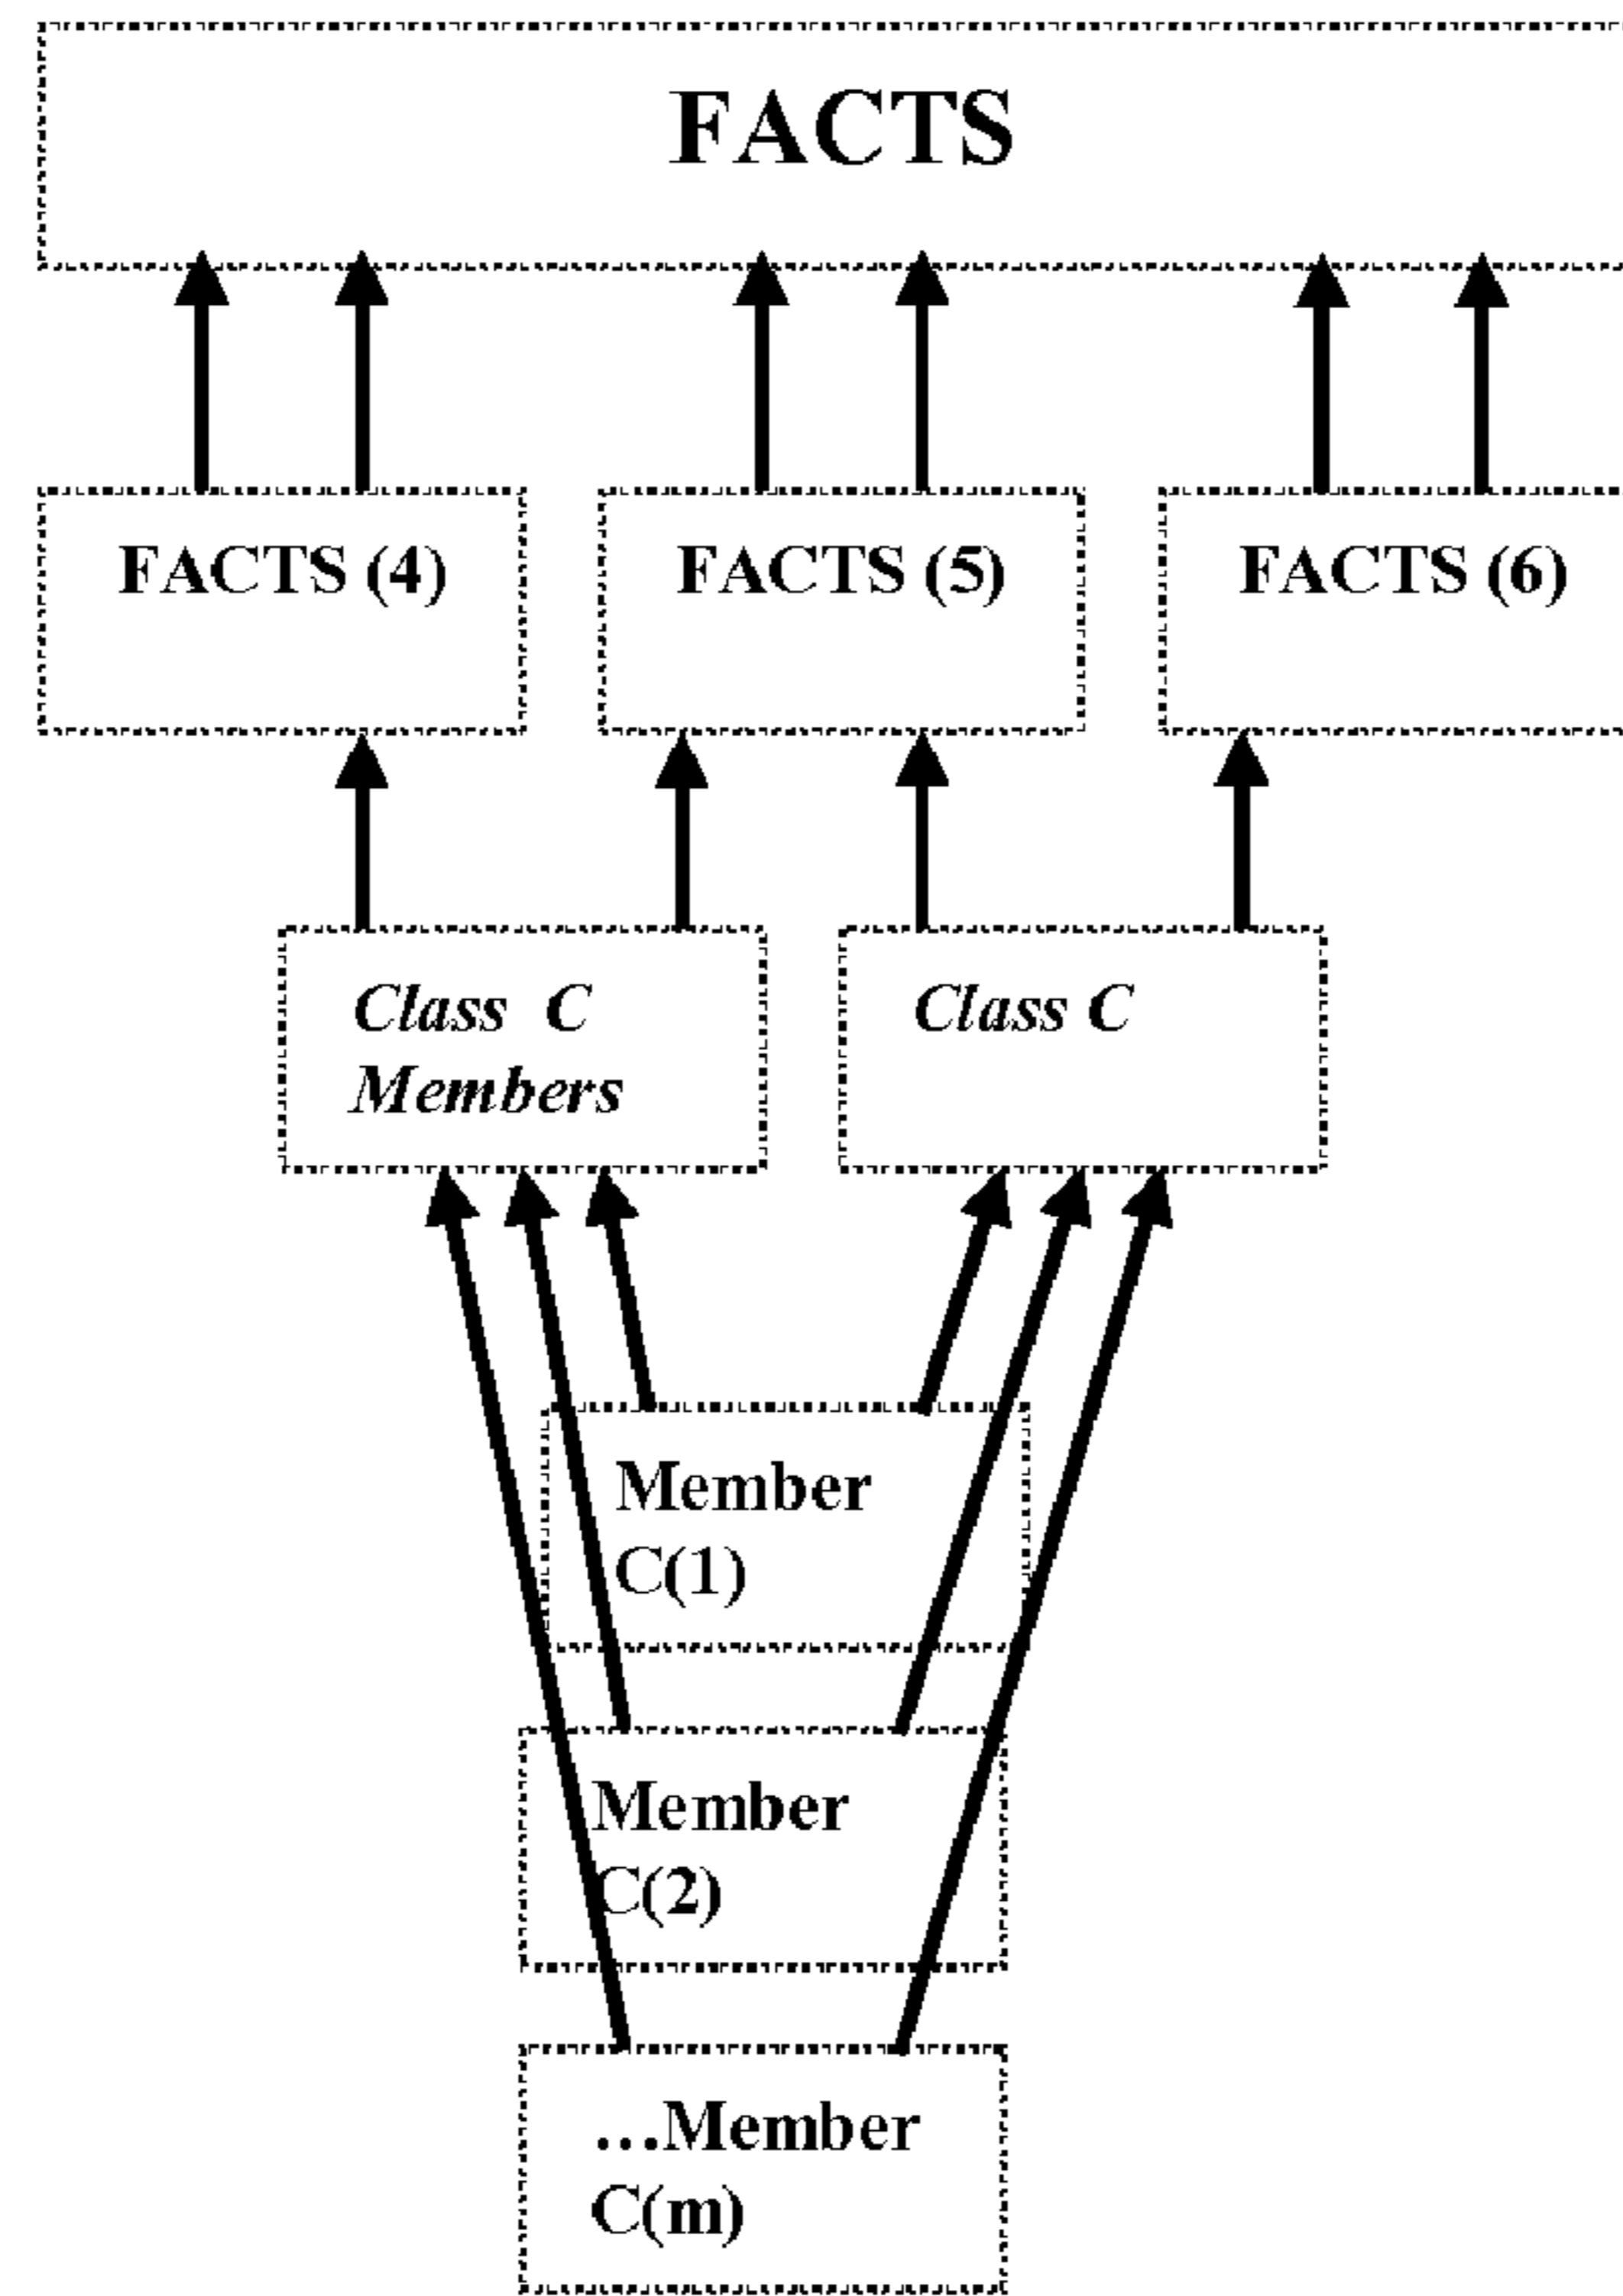 FACTS
FACTS (4)
FACTS (5)
FACTS (6)
Class C
Members
Class C
Member
C(1)
Member
C(2)
...Member
C(m)